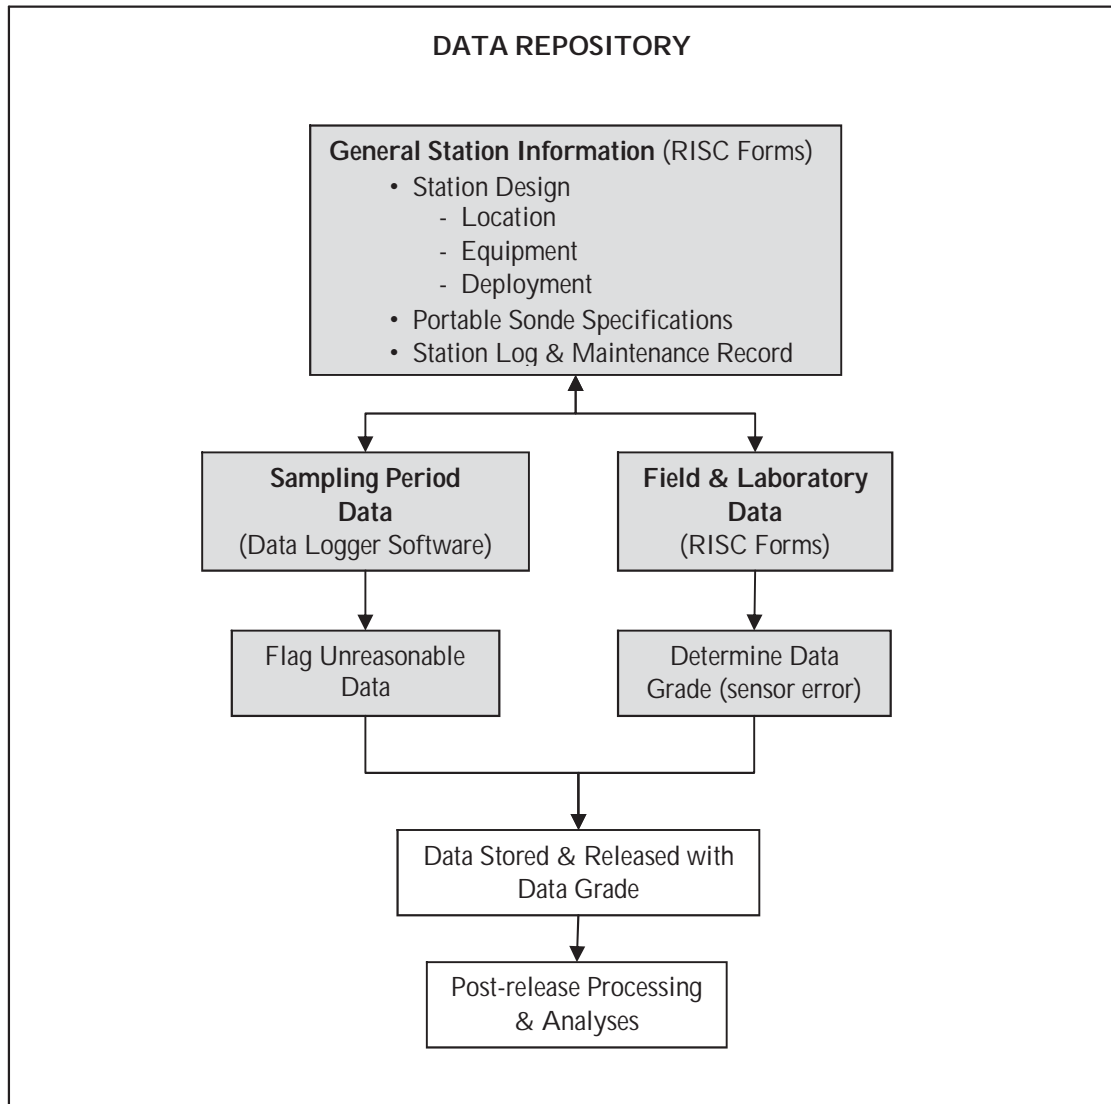 DATA REPOSITORY
General Station Information (RISC Forms)
• Station Design
- Location
- Equipment
- Deployment
• Portable Sonde Specifications
• Station Log & Maintenance Record
Sampling Period
Data
(Data Logger Software)
Field & Laboratory
Data
(RISC Forms)
Flag Unreasonable
Data
Determine Data
Grade (sensor error)
Data Stored & Released with
Data Grade
Post-release Processing
& Analyses